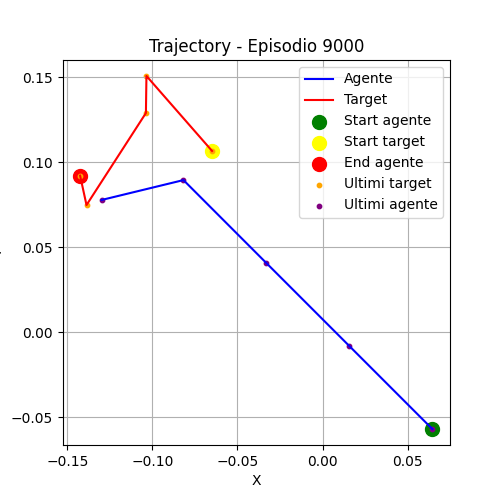 Trajectory - Episodio 9000
Agente
Target
Start agente
Start target
End agente
Ultimi target
Ultimi agente
0.15
0.10
0.05
0.00
−0.05
−0.15
−0.10
−0.05
0.00
0.05
X